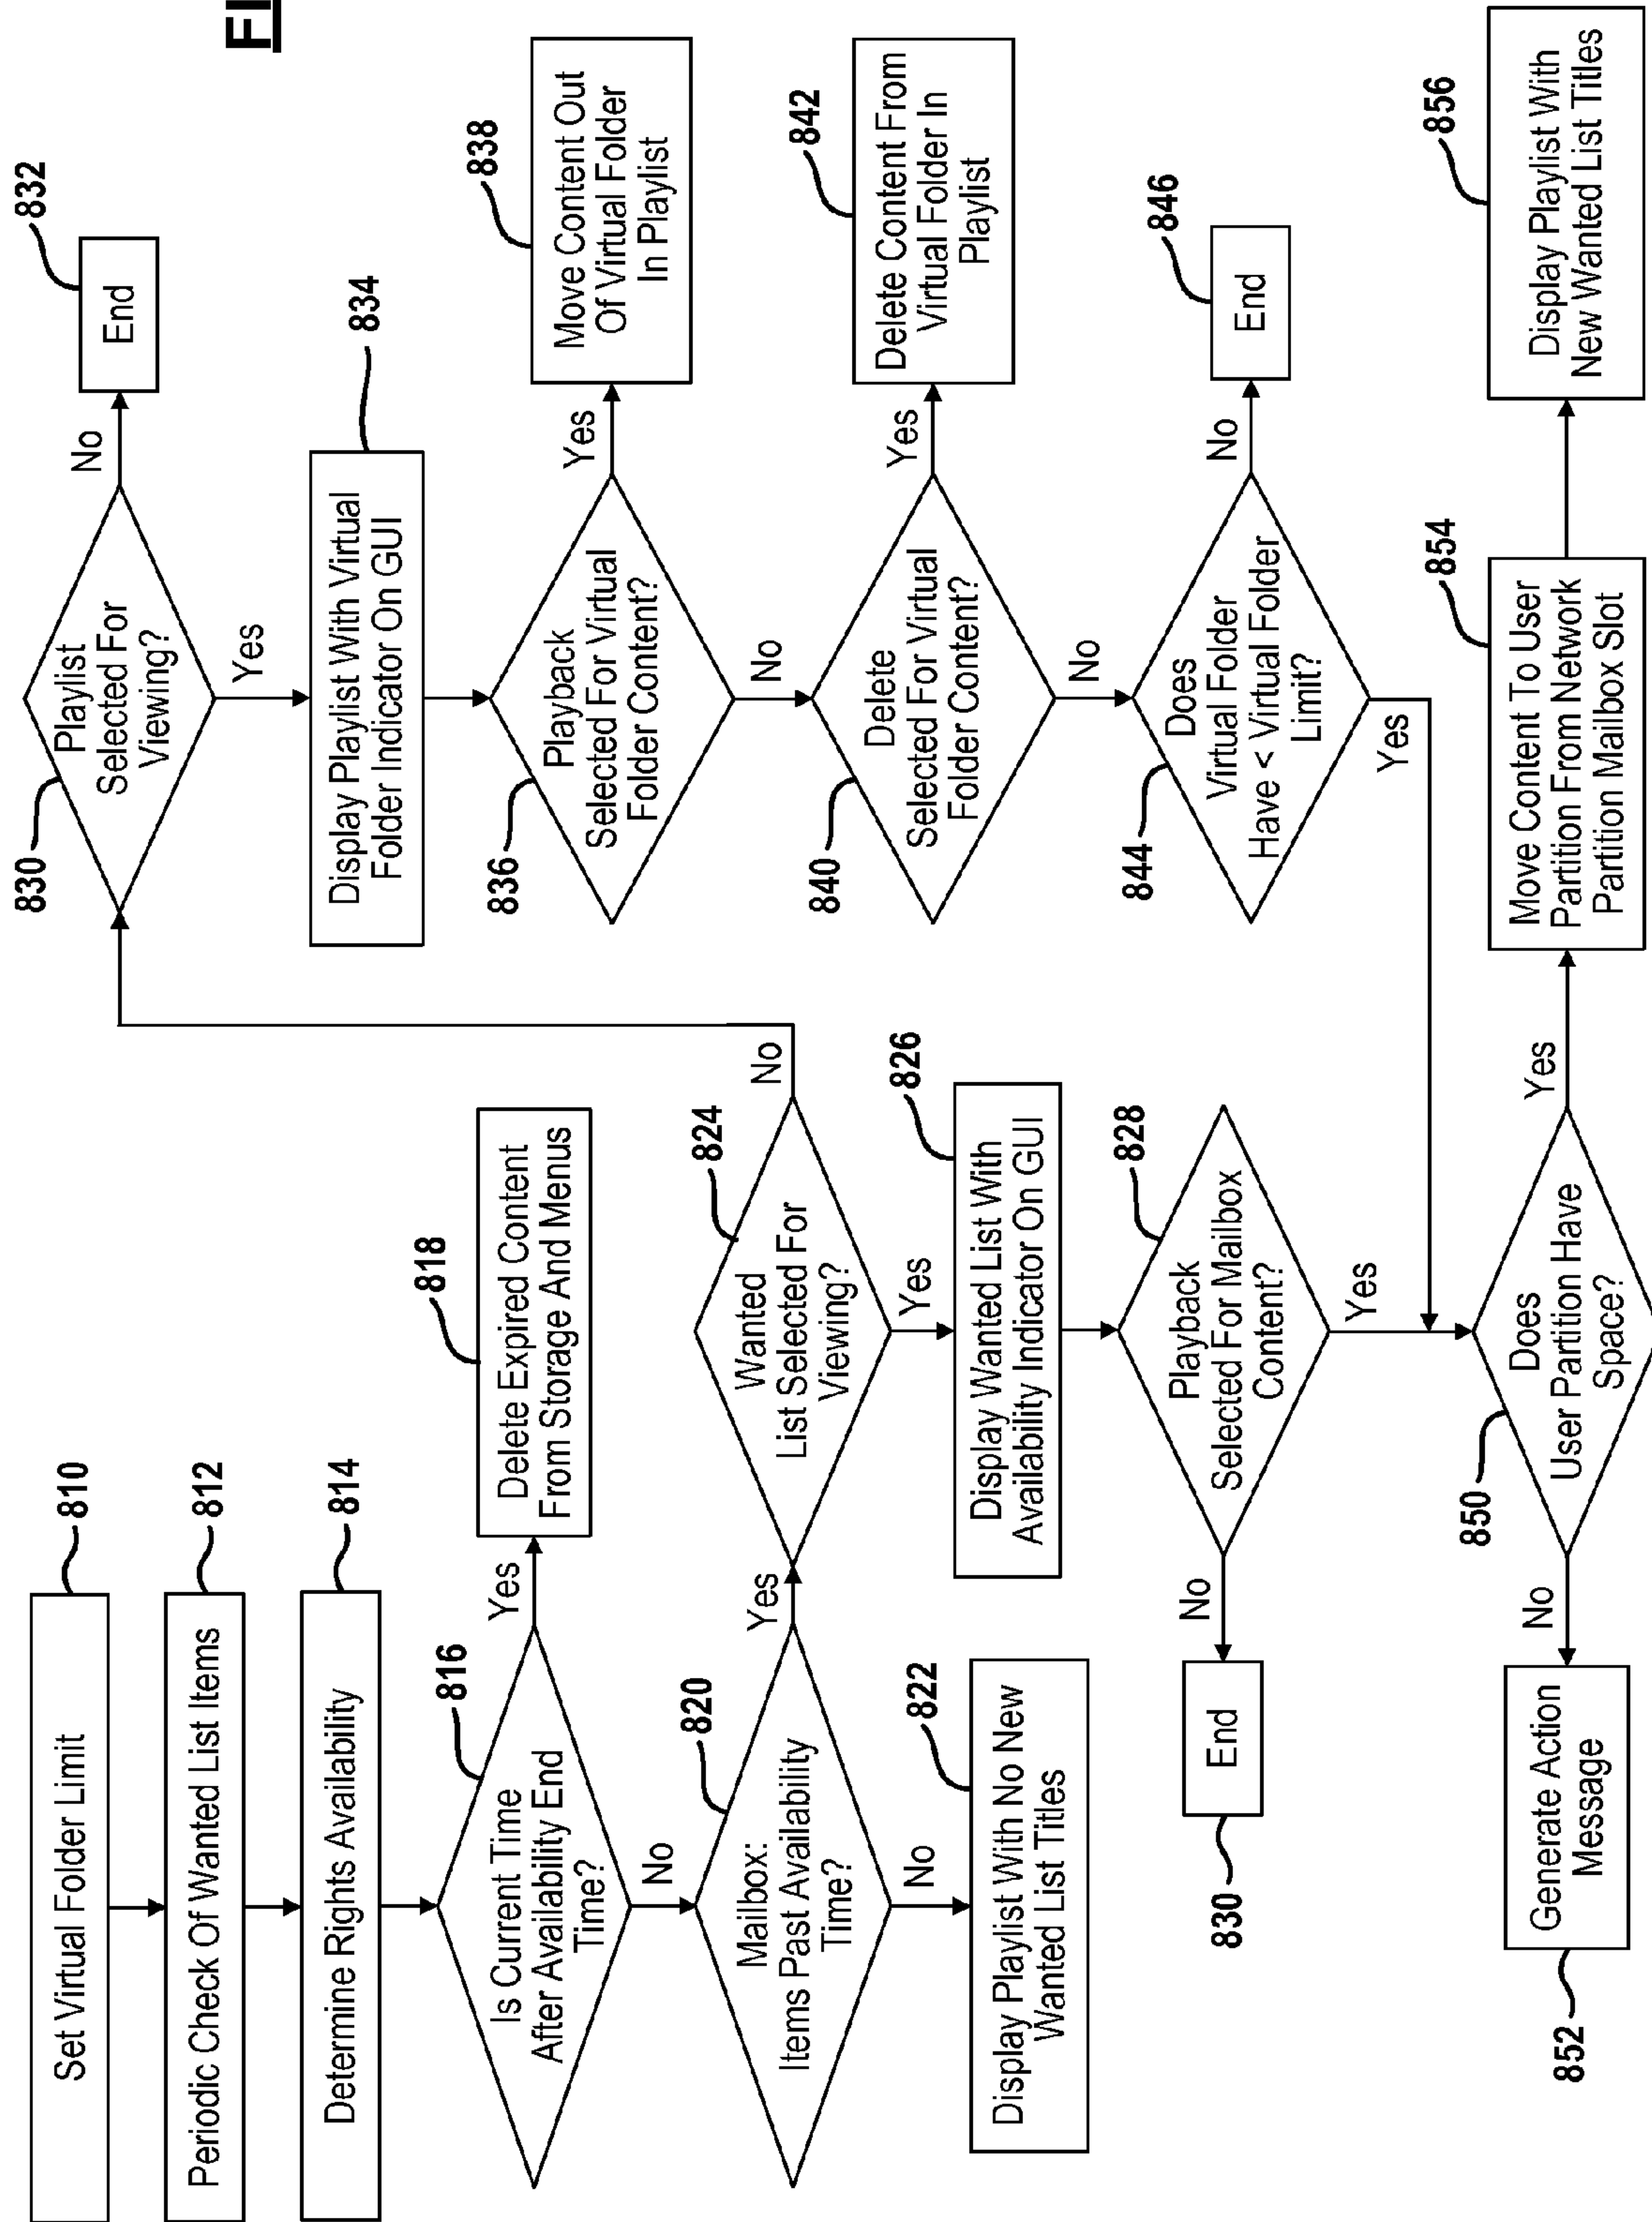 FI
810
Set Virtual Folder Limit
812
Periodic Check Of Wanted List Items
814
Determine Rights Availability
816
Is Current Time
After Availability End
Time?
Yes
818
Delete Expired Content
From Storage And Menus
No
820
Mailbox:
Items Past Availability
Time?
No
822
Display Playlist With No New
Wanted List Titles
Yes
824
Wanted
List Selected For
Viewing?
No
Yes
826
Display Wanted List With
Availability Indicator On GUI
828
Playback
Selected For Mailbox
Content?
No
830
End
Yes
830
Playlist
Selected For
Viewing?
No
832
End
Yes
834
Display Playlist With Virtual
Folder Indicator On GUI
836
Playback
Selected For Virtual
Folder Content?
Yes
838
Move Content Out
Of Virtual Folder
In Playlist
No
840
Delete
Selected For Virtual
Folder Content?
Yes
842
Delete Content From
Virtual Folder In
Playlist
No
844
Does
Virtual Folder
Have < Virtual Folder
Limit?
No
846
End
Yes
850
Does
User Partition Have
Space?
No
852
Generate Action
Message
Yes
854
Move Content To User
Partition From Network
Partition Mailbox Slot
856
Display Playlist With
New Wanted List Titles